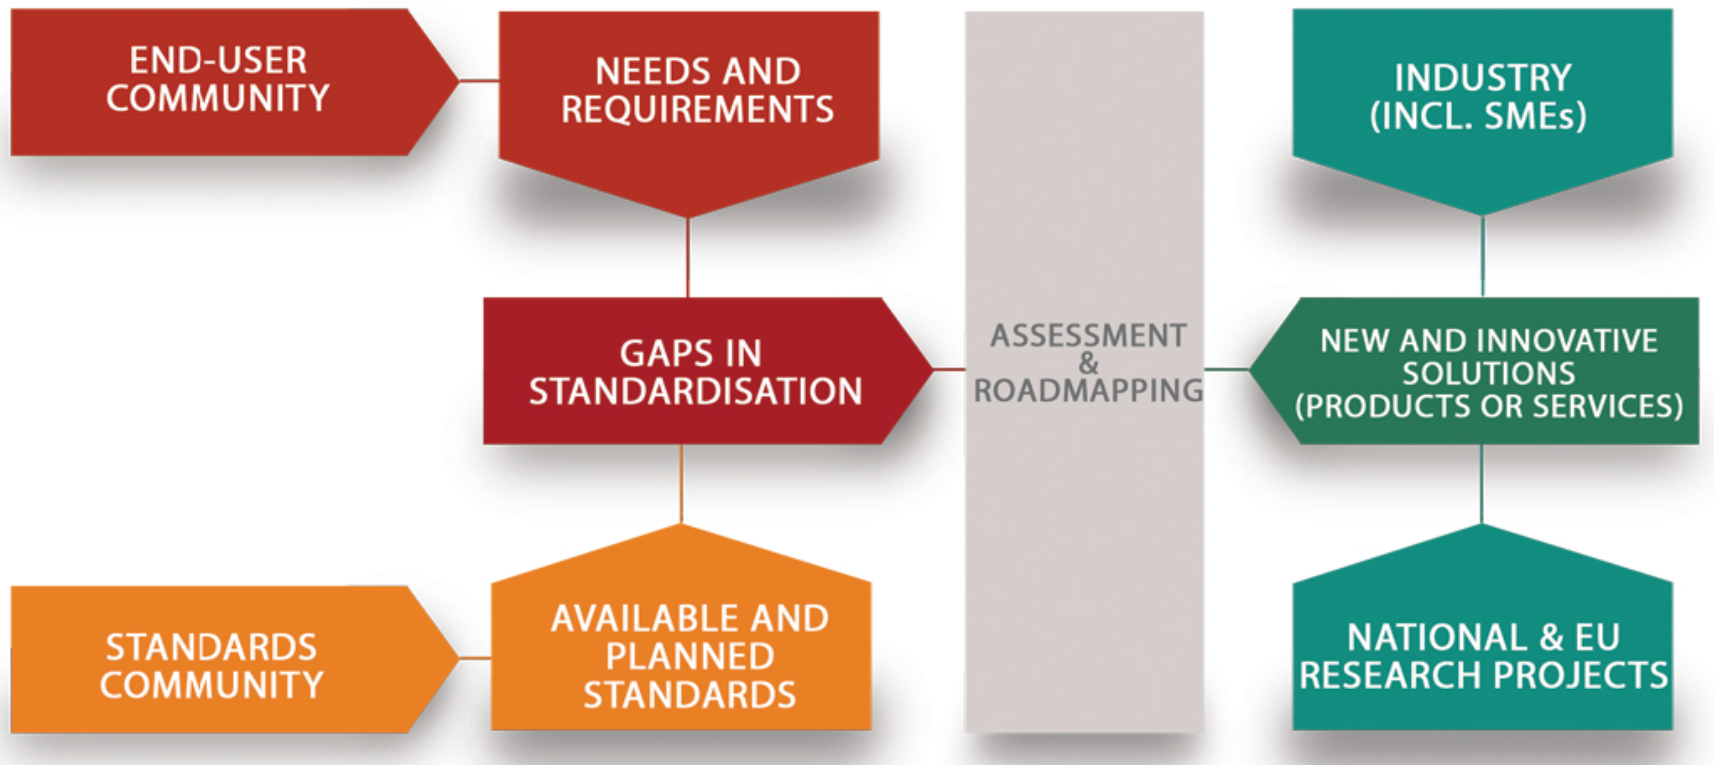 END-USER
COMMUNITY
NEEDS AND
REQUIREMENTS
INDUSTRY
(INCL. SMEs)
GAPS IN
STANDARDISATION
ASSESSMENT
&
ROADMAPPING
NEW AND INNOVATIVE
SOLUTIONS
(PRODUCTS OR SERVICES)
STANDARDS
COMMUNITY
AVAILABLE AND
PLANNED
STANDARDS
NATIONAL & EU
RESEARCH PROJECTS